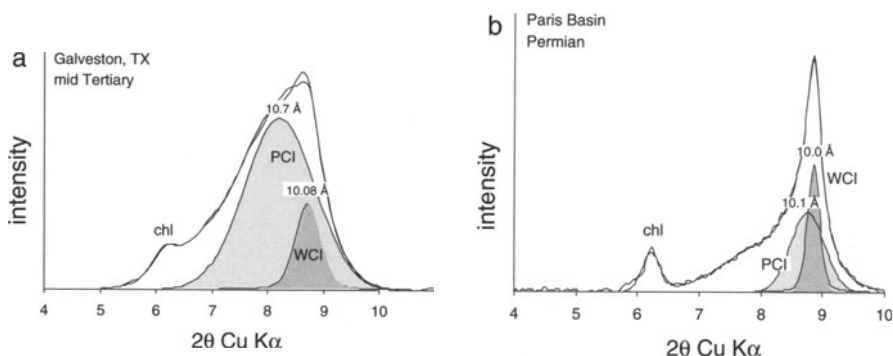 a
Galveston, TX
mid Tertiary
10.7 Å
PCI
10.08 Å
chl
WCI
intensity
4 5 6 7 8 9 10
2θ Cu Kα
b
Paris Basin
Permian
10.0 Å
WCI
10.1 Å
chl
PCI
intensity
4 5 6 7 8 9 10
2θ Cu Kα